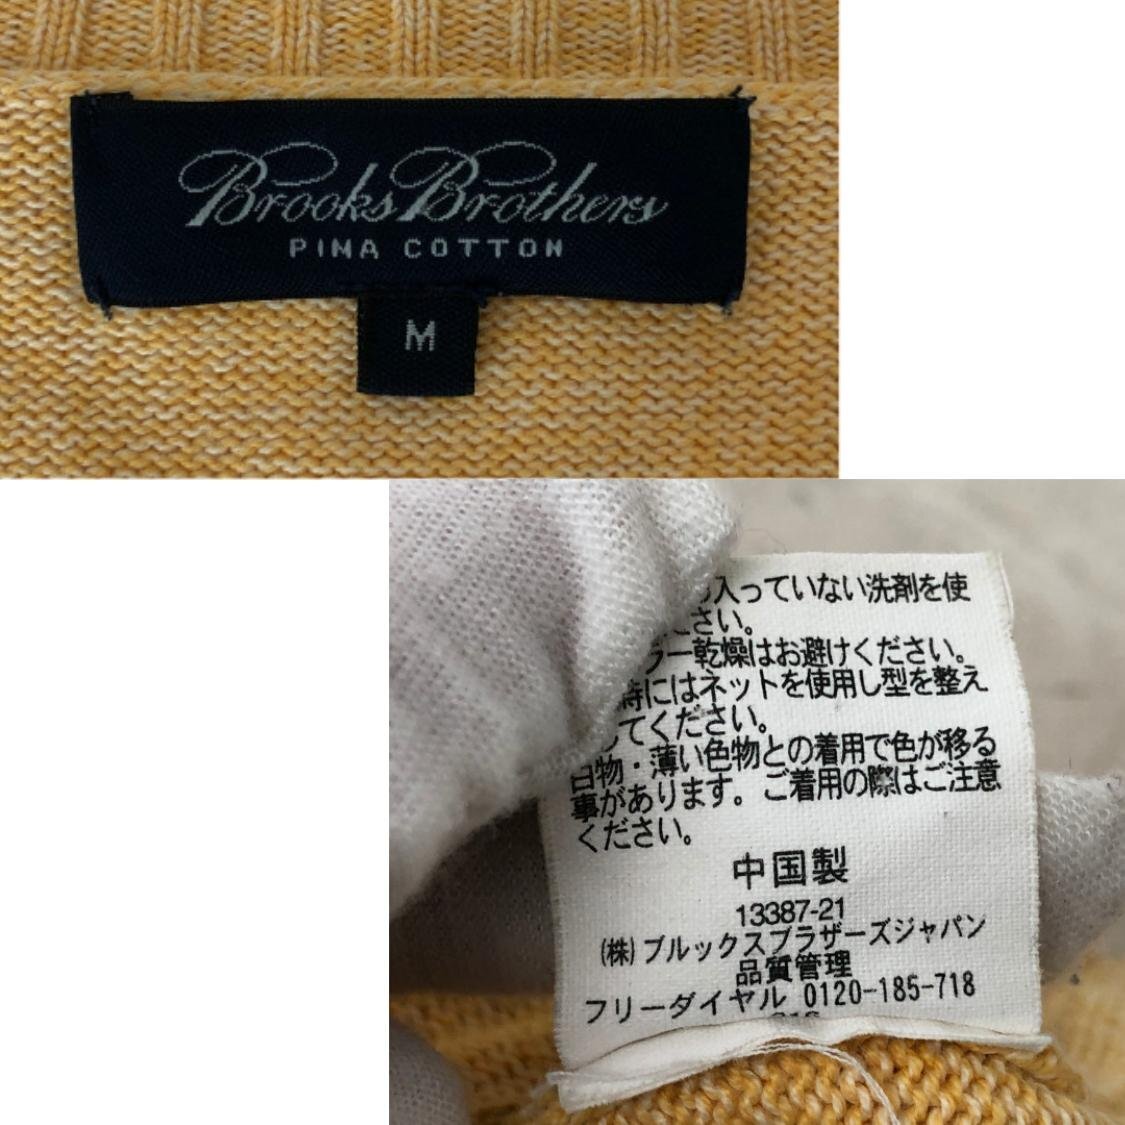 Brooks Brothers
PIMA COTTON
M
入っていない洗剤を使
さい。
ラー乾燥はお避けください。
時にはネットを使用し型を整え
してください。
白物・薄い色物との着用で色が移る
事があります。ご着用の際はご注意
ください。
中国製
13387-21
(株)ブルックスブラザーズジャパン
品質管理
フリーダイヤル 0120-185-718